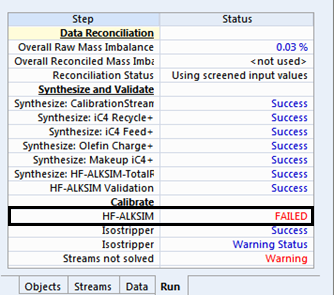 Step Status
Data Reconciliation
Overall Raw Mass Imbalance 0.03 %
Overall Reconciled Mass Imba <not used>
Reconciliation Status Using screened input values
Synthesize and Validate
Synthesize: CalibrationStream Success
Synthesize: iC4 Recycle+ Success
Synthesize: iC4 Feed+ Success
Synthesize: Olefin Charge+ Success
Synthesize: Makeup iC4+ Success
Synthesize: HF-ALKSIM-TotalF Success
HF-ALKSIM Validation Success
Calibrate
HF-ALKSIM FAILED
Isostripper Success
Isostripper Warning Status
Streams not solved Warning
Objects Streams Data Run